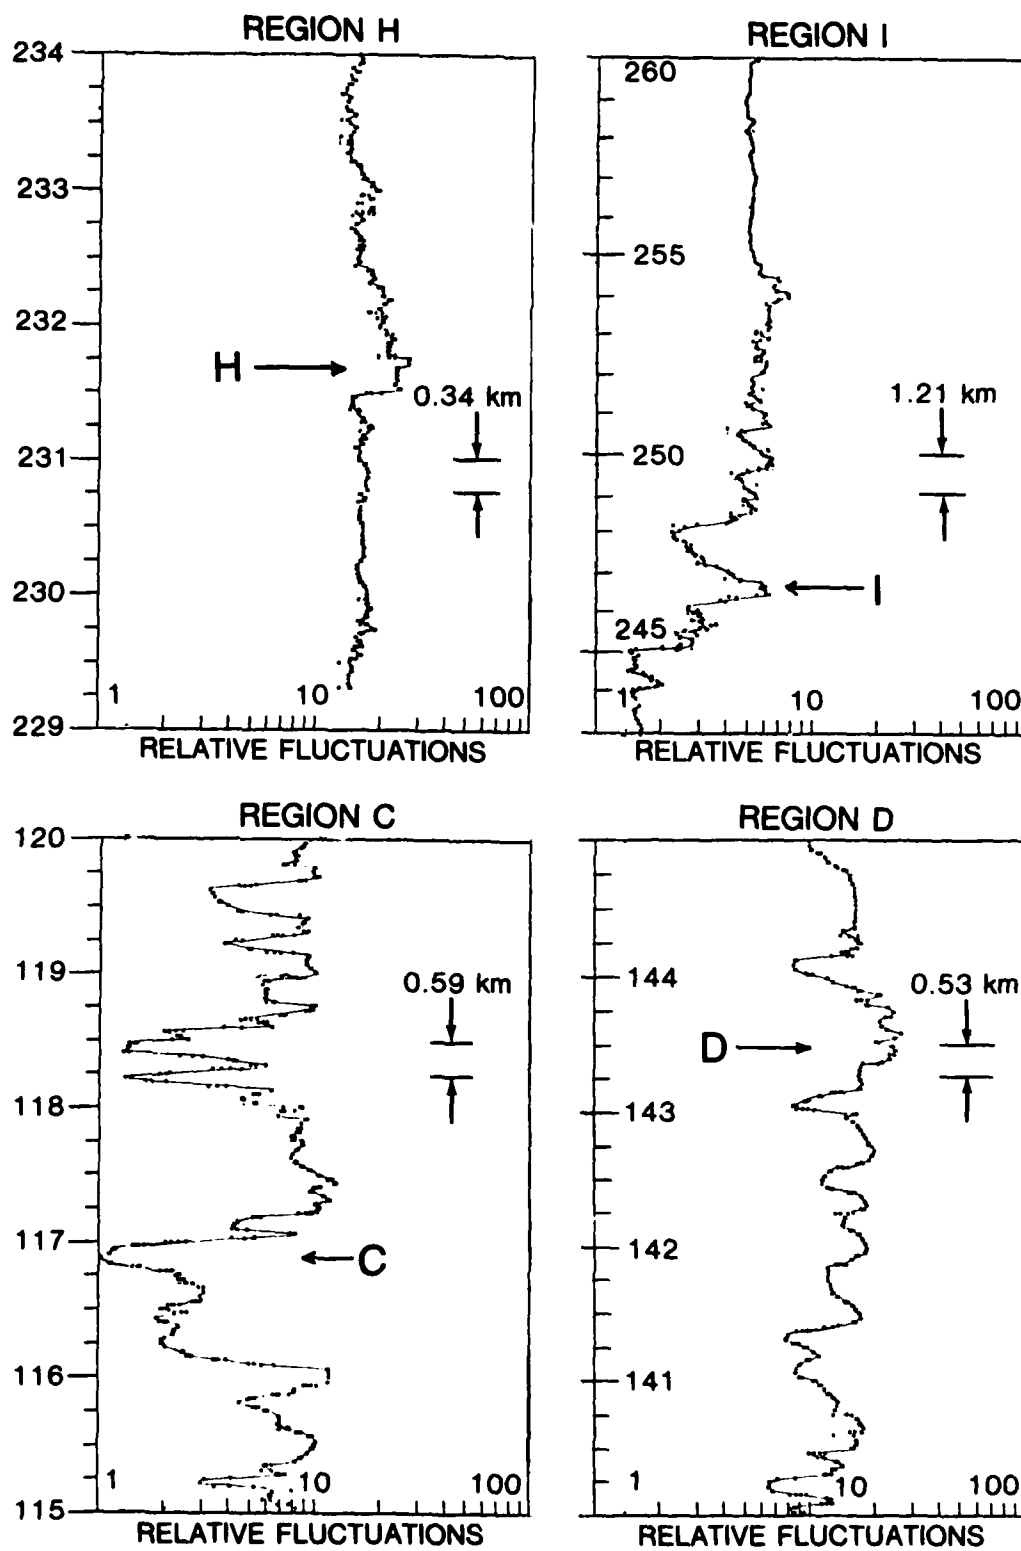 REGION H
234
233
232
H
0.34 km
231
230
229
1 10 100
RELATIVE FLUCTUATIONS
REGION I
260
255
1.21 km
250
I
245
1 10 100
RELATIVE FLUCTUATIONS
REGION C
120
119
0.59 km
118
117
C
116
115
1 10 100
RELATIVE FLUCTUATIONS
REGION D
144
0.53 km
D
143
142
141
1 10 100
RELATIVE FLUCTUATIONS